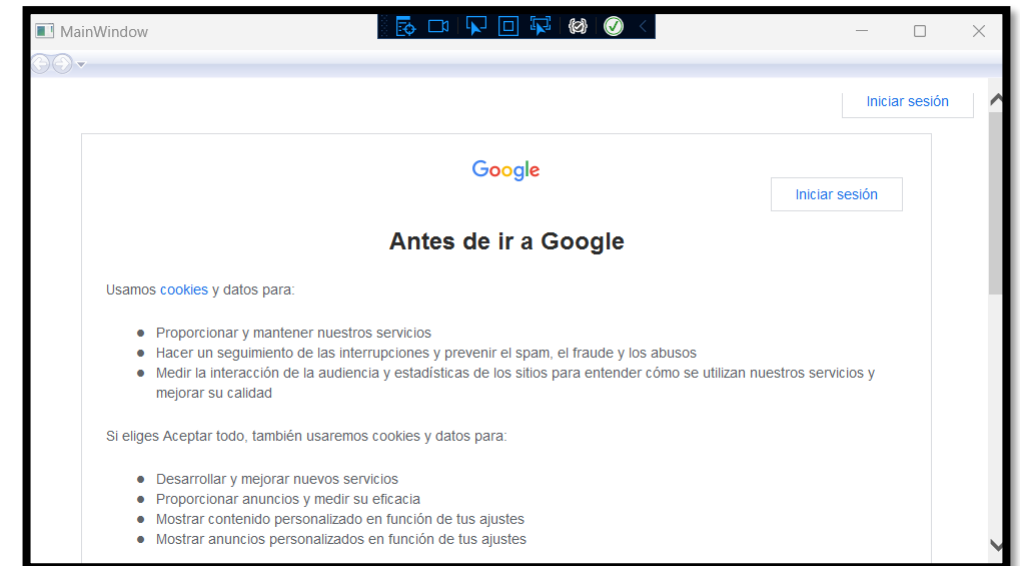 MainWindow
Iniciar sesión
Google
Iniciar sesión
Antes de ir a Google
Usamos cookies y datos para:
● Proporcionar y mantener nuestros servicios
● Hacer un seguimiento de las interrupciones y prevenir el spam, el fraude y los abusos
● Medir la interacción de la audiencia y estadísticas de los sitios para entender cómo se utilizan nuestros servicios y
mejorar su calidad
Si eliges Aceptar todo, también usaremos cookies y datos para:
● Desarrollar y mejorar nuevos servicios
● Proporcionar anuncios y medir su eficacia
● Mostrar contenido personalizado en función de tus ajustes
● Mostrar anuncios personalizados en función de tus ajustes